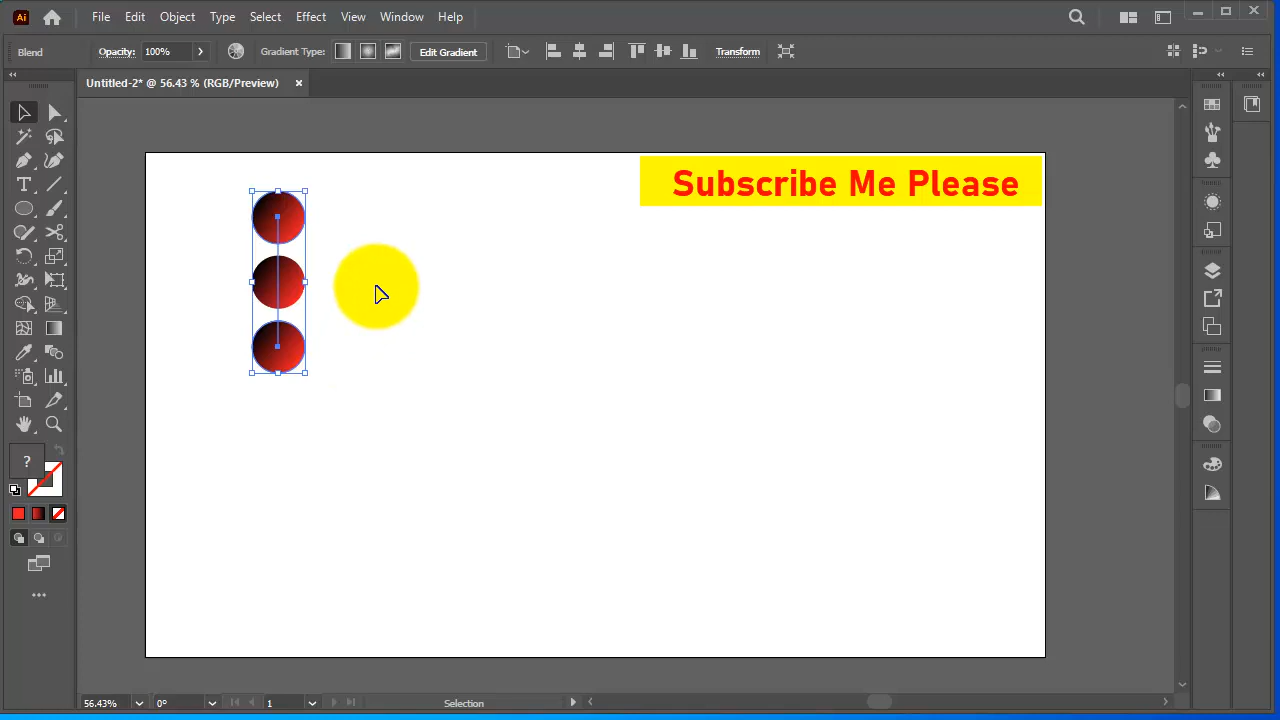 Ai File Edit Object Type Select Effect View Window Help
Blend Opacity: 100% Gradient Type: Edit Gradient Transform
Untitled-2* @ 56.43 % (RGB/Preview) ×
Subscribe Me Please
?
56.43% 0° 1 Selection